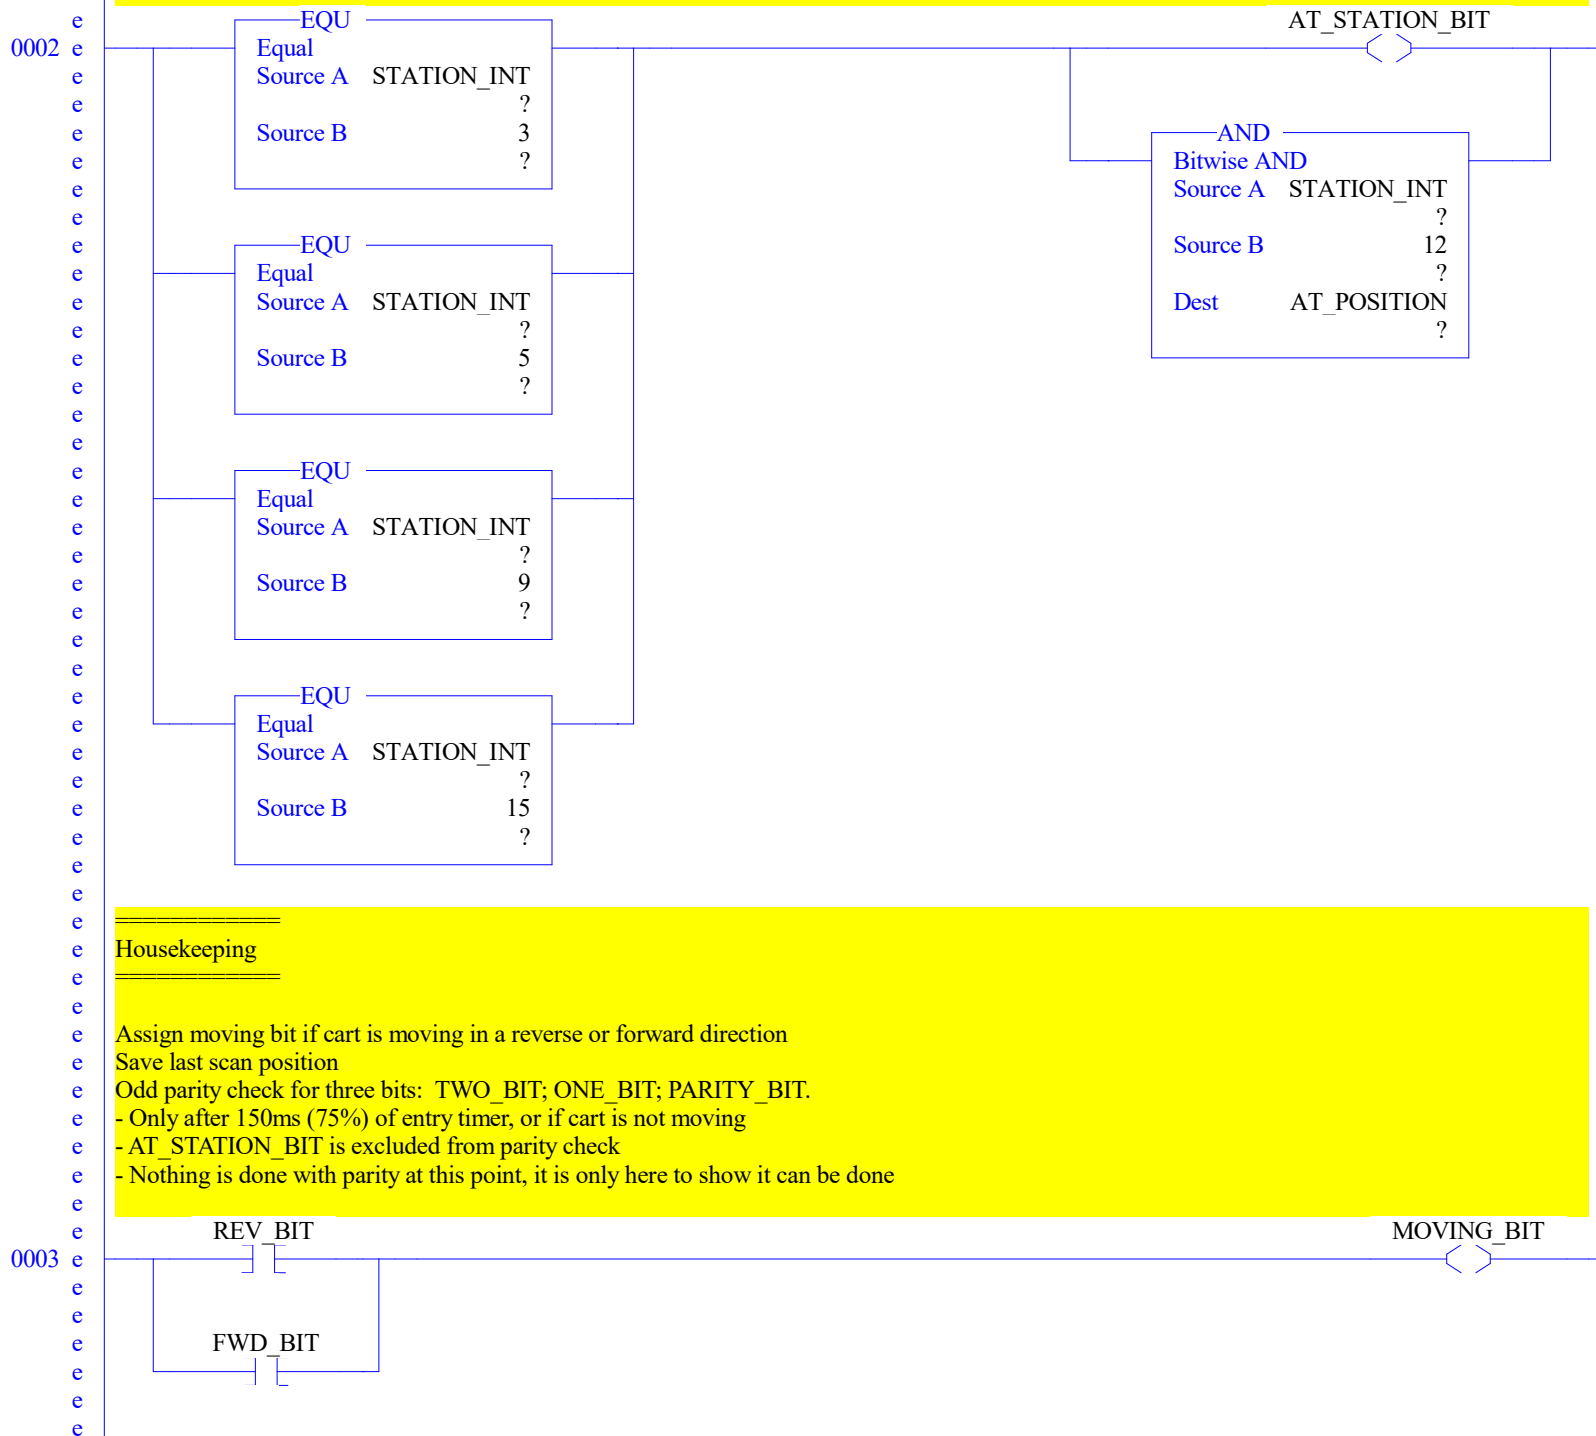 e
EQU
AT_STATION_BIT
0002 e
Equal
e
Source A STATION_INT
e
?
e
Source B 3
AND
e
?
Bitwise AND
e
Source A STATION_INT
e
?
e
EQU
Source B 12
e
Equal
?
e
Source A STATION_INT
Dest AT_POSITION
e
?
?
e
Source B 5
e
?
e
e
e
EQU
e
Equal
e
Source A STATION_INT
e
?
e
Source B 9
e
?
e
e
e
EQU
e
Equal
e
Source A STATION_INT
e
?
e
Source B 15
e
?
e
e
e ============
e Housekeeping
e ============
e
e Assign moving bit if cart is moving in a reverse or forward direction
e Save last scan position
e Odd parity check for three bits: TWO_BIT; ONE_BIT; PARITY_BIT.
e - Only after 150ms (75%) of entry timer, or if cart is not moving
e - AT_STATION_BIT is excluded from parity check
e - Nothing is done with parity at this point, it is only here to show it can be done
e
e REV_BIT MOVING_BIT
0003 e
e
e
e FWD_BIT
e
e
e